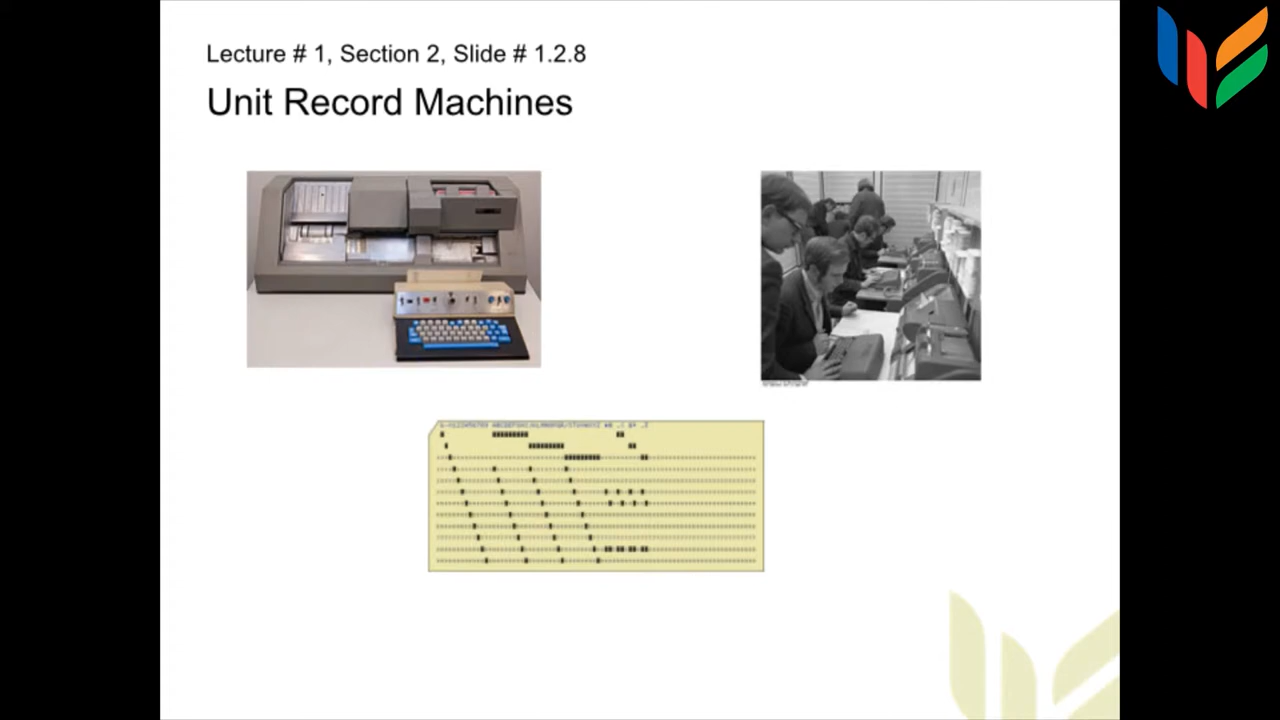 Lecture # 1, Section 2, Slide # 1.2.8
Unit Record Machines